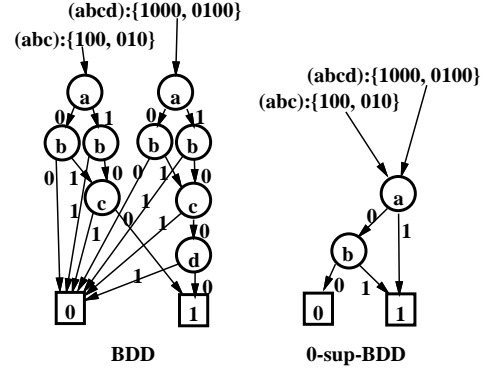 (abcd):{1000, 0100}
(abc):{100, 010}
a
a
0 1 0 1
b b b b
0 1 0 0 1 0
c c
1 1 0 1 0
d
1 0
0 1
BDD
(abcd):{1000, 0100}
(abc):{100, 010}
a
0 1
b
0 1
0 1
0-sup-BDD